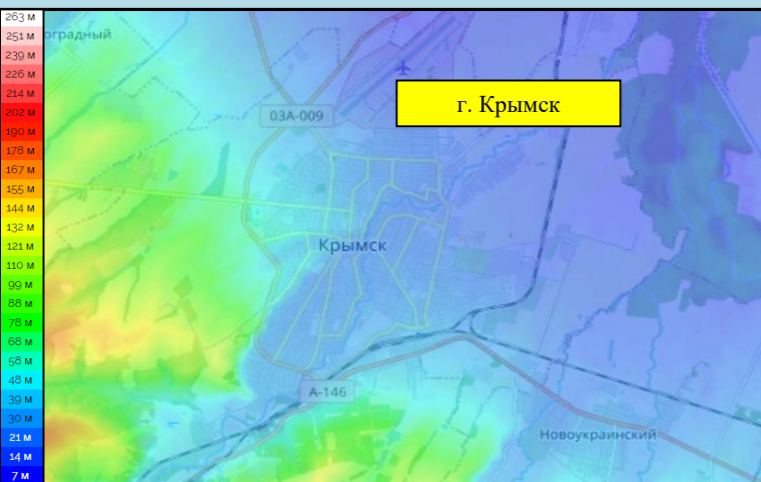 263 м
251 м
239 м
226 м
214 м
202 м
190 м
178 м
167 м
155 м
144 м
132 м
121 м
110 м
99 м
88 м
78 м
68 м
58 м
48 м
39 м
30 м
21 м
14 м
7 м
оградный
г. Крымск
03А-009
Крымск
А-146
Новоукраинский